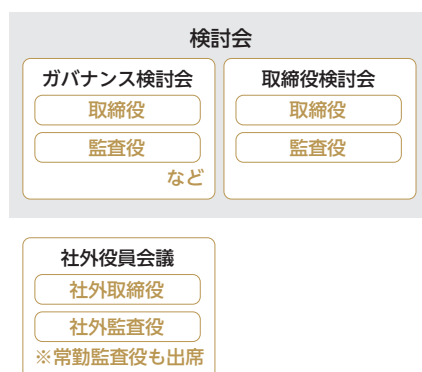 検討会
ガバナンス検討会
取締役
監査役
など
取締役検討会
取締役
監査役
社外役員会議
社外取締役
社外監査役
※常勤監査役も出席